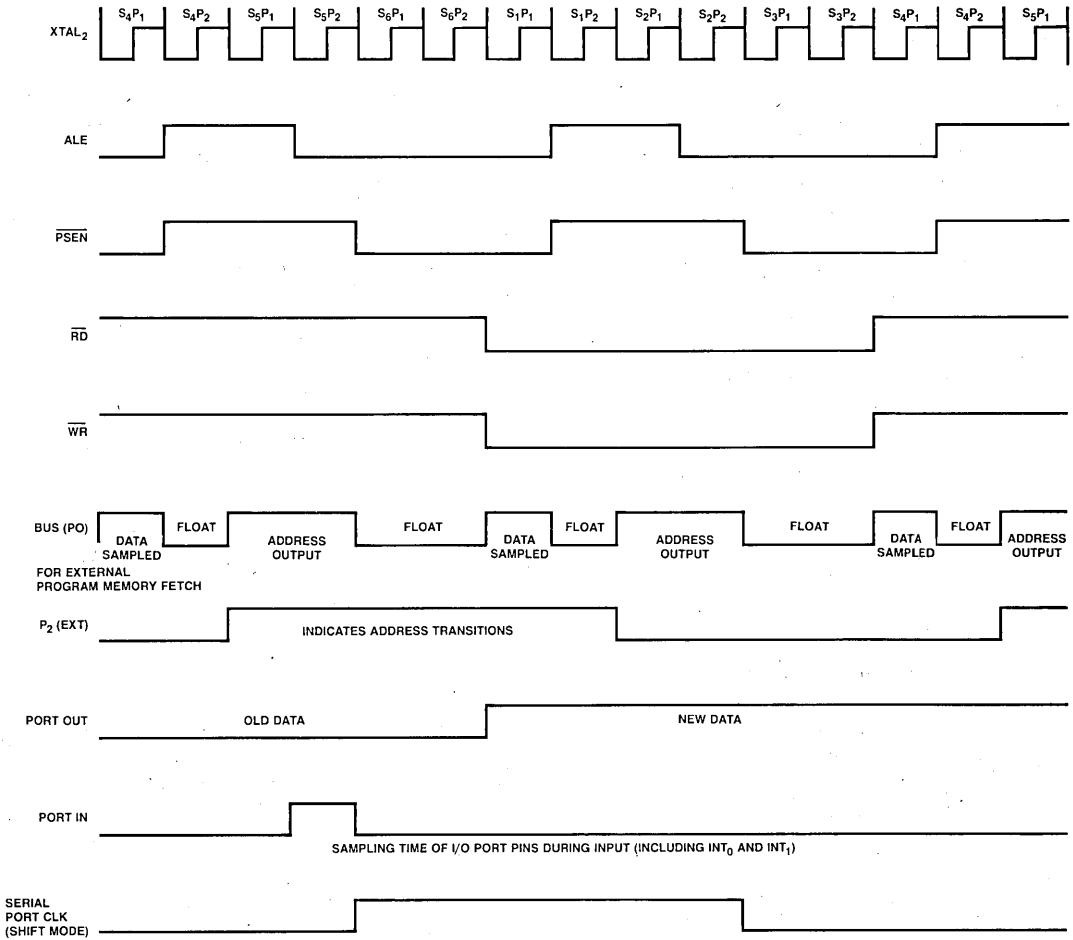 S4P1 S4P2 S5P1 S5P2 S6P1 S6P2 S1P1 S1P2 S2P1 S2P2 S3P1 S3P2 S4P1 S4P2 S5P1
XTAL2
ALE
PSEN
RD
WR
BUS (PO)
DATA SAMPLED
FLOAT
ADDRESS OUTPUT
FLOAT
DATA SAMPLED
FLOAT
ADDRESS OUTPUT
FLOAT
DATA SAMPLED
FLOAT
ADDRESS OUTPUT
FOR EXTERNAL
PROGRAM MEMORY FETCH
P2 (EXT)
INDICATES ADDRESS TRANSITIONS
PORT OUT
OLD DATA
NEW DATA
PORT IN
SAMPLING TIME OF I/O PORT PINS DURING INPUT (INCLUDING INT0 AND INT1)
SERIAL
PORT CLK
(SHIFT MODE)